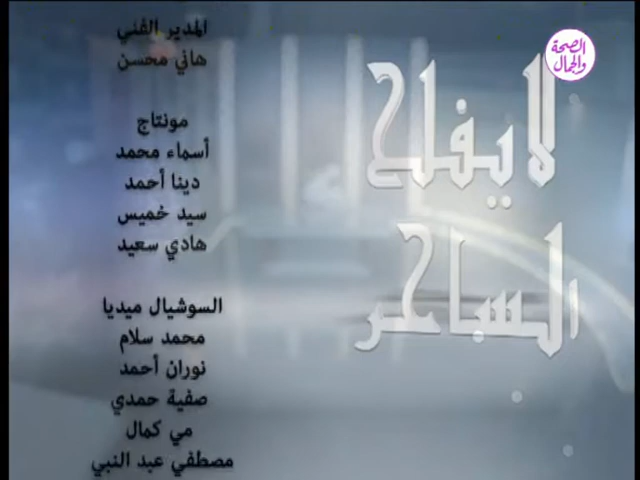 الصحة
والجمال
لا يفلح
الساحر
المدير الفني
هاني محسن
مونتاج
أسماء محمد
دينا أحمد
سيد خميس
هادي سعيد
السوشيال ميديا
محمد سلام
نوران أحمد
صفية حمدي
مي كمال
مصطفي عبد النبي